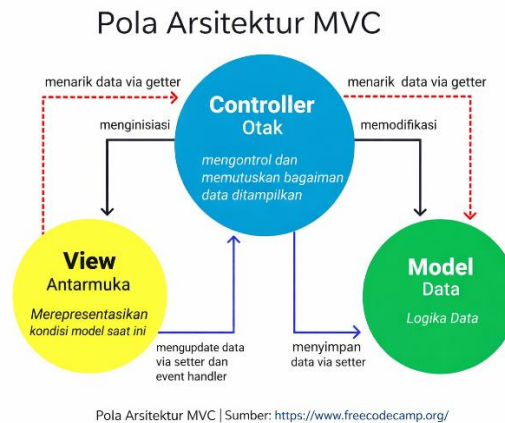 Pola Arsitektur MVC
menarik data via getter
menarik data via getter
Controller
Otak
menginisiasi
memodifikasi
mengontrol dan
memutuskan bagaiman
data ditampilkan
View
Antarmuka
Merepresentasikan
kondisi model saat ini
Model
Data
Logika Data
mengupdate data
via setter dan
event handler
menyimpan
data via setter
Pola Arsitektur MVC | Sumber: https://www.freecodecamp.org/